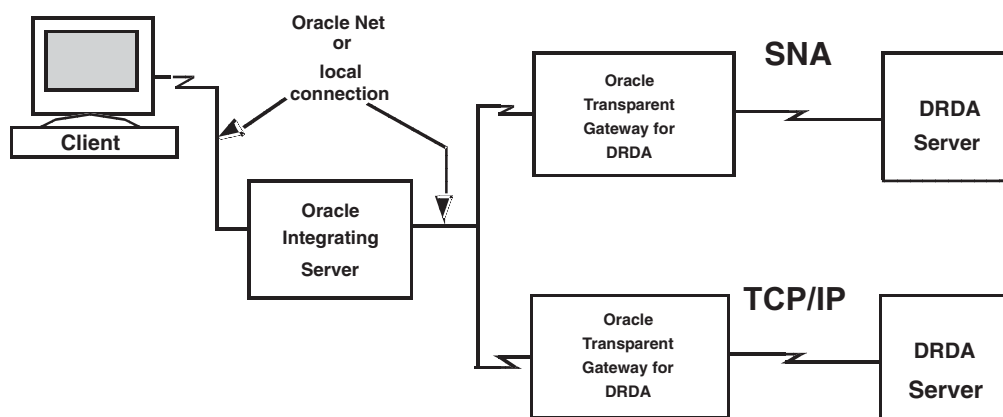 Oracle Net
or
local
connection
Client
Oracle
Integrating
Server
Oracle
Transparent
Gateway for
DRDA
SNA
DRDA
Server
Oracle
Transparent
Gateway for
DRDA
TCP/IP
DRDA
Server